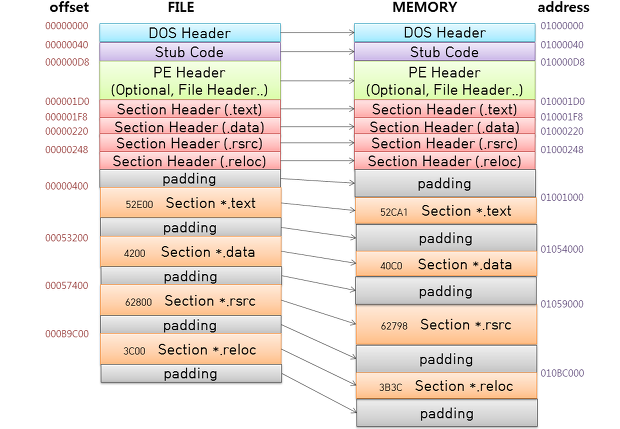 offset FILE MEMORY address
00000000 DOS Header DOS Header 01000000
00000040 Stub Code Stub Code 01000040
000000D8 PE Header PE Header 010000D8
(Optional, File Header..) (Optional, File Header..)
000001D0 Section Header (.text) Section Header (.text) 010001D0
000001F8 Section Header (.data) Section Header (.data) 010001F8
00000220 Section Header (.rsrc) Section Header (.rsrc) 01000220
00000248 Section Header (.reloc) Section Header (.reloc) 01000248
00000400 padding padding
52E00 Section *.text 01001000
52CA1 Section *.text
padding padding
00053200 4200 Section *.data 01054000
40C0 Section *.data
padding padding
00057400 62800 Section *.rsrc 01059000
62798 Section *.rsrc
padding padding
000B9C00 3C00 Section *.reloc 010BC000
3B3C Section *.reloc
padding padding